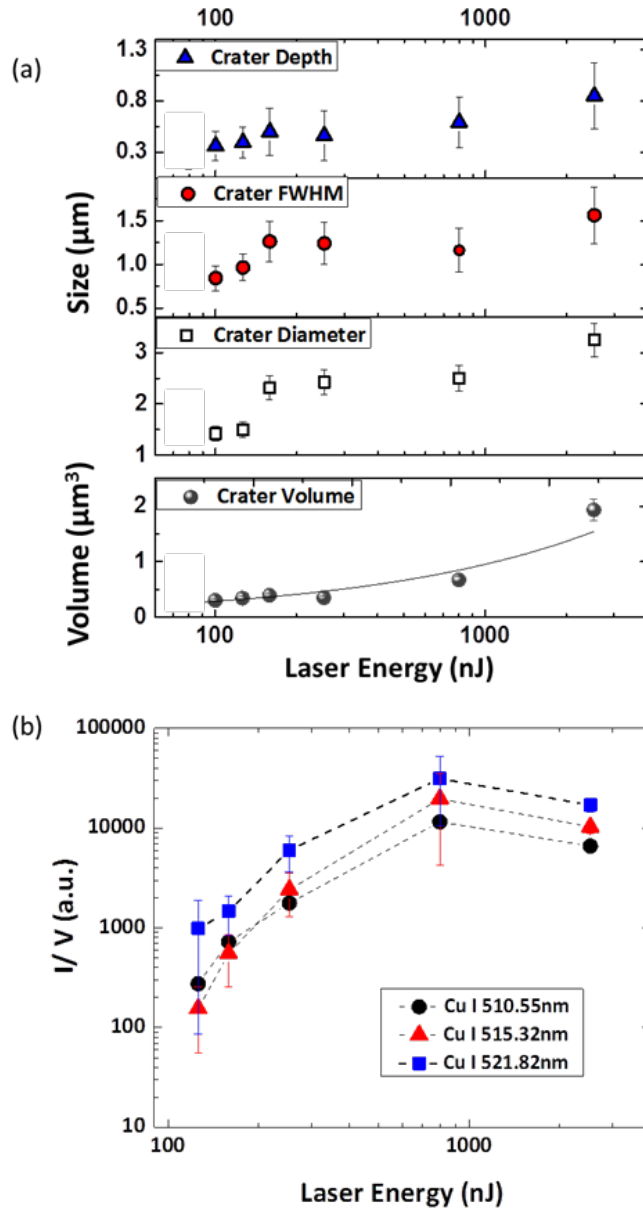 100 1000
(a)
1.3
Crater Depth
0.8
0.3
Crater FWHM
1.5
1.0
0.5
Size (µm)
Crater Diameter
3
2
1
Volume (µm³)
Crater Volume
2
1
0
100 1000
Laser Energy (nJ)
(b)
100000
10000
1000
100
10
I/ V (a.u.)
Cu I 510.55nm
Cu I 515.32nm
Cu I 521.82nm
100 1000
Laser Energy (nJ)